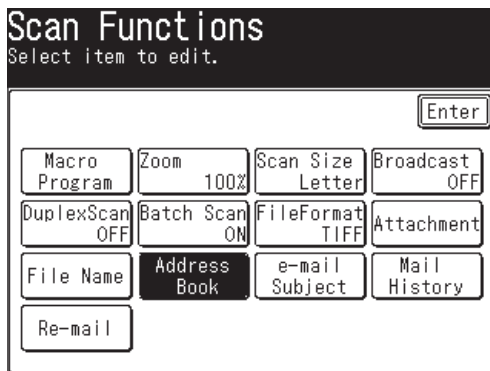 Scan Functions
Select item to edit.
Enter
Macro Program
Zoom 100%
Scan Size Letter
Broadcast OFF
DuplexScan OFF
Batch Scan ON
FileFormat TIFF
Attachment
File Name
Address Book
e-mail Subject
Mail History
Re-mail